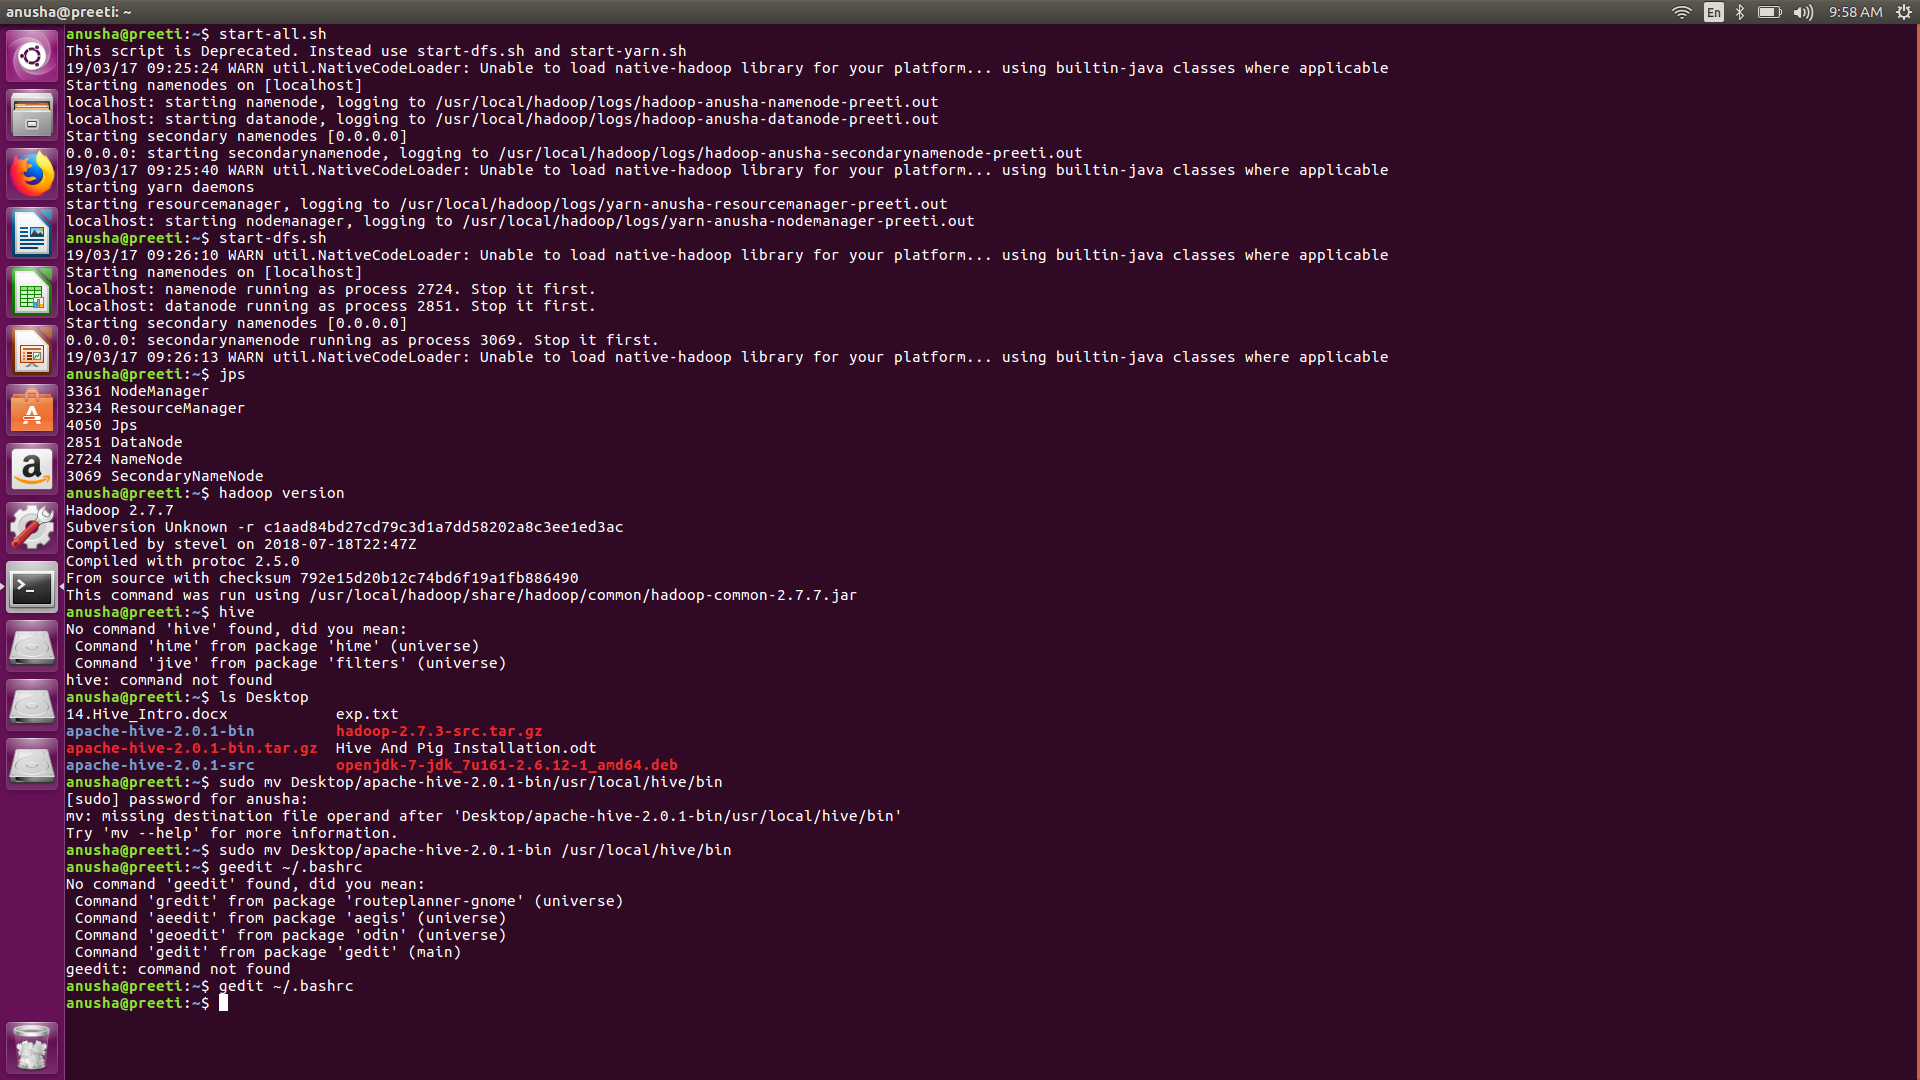 anusha@preeti: ~
En
9:58 AM
anusha@preeti:~$ start-all.sh
This script is Deprecated. Instead use start-dfs.sh and start-yarn.sh
19/03/17 09:25:24 WARN util.NativeCodeLoader: Unable to load native-hadoop library for your platform... using builtin-java classes where applicable
Starting namenodes on [localhost]
localhost: starting namenode, logging to /usr/local/hadoop/logs/hadoop-anusha-namenode-preeti.out
localhost: starting datanode, logging to /usr/local/hadoop/logs/hadoop-anusha-datanode-preeti.out
Starting secondary namenodes [0.0.0.0]
0.0.0.0: starting secondarynamenode, logging to /usr/local/hadoop/logs/hadoop-anusha-secondarynamenode-preeti.out
19/03/17 09:25:40 WARN util.NativeCodeLoader: Unable to load native-hadoop library for your platform... using builtin-java classes where applicable
starting yarn daemons
starting resourcemanager, logging to /usr/local/hadoop/logs/yarn-anusha-resourcemanager-preeti.out
localhost: starting nodemanager, logging to /usr/local/hadoop/logs/yarn-anusha-nodemanager-preeti.out
anusha@preeti:~$ start-dfs.sh
19/03/17 09:26:10 WARN util.NativeCodeLoader: Unable to load native-hadoop library for your platform... using builtin-java classes where applicable
Starting namenodes on [localhost]
localhost: namenode running as process 2724. Stop it first.
localhost: datanode running as process 2851. Stop it first.
Starting secondary namenodes [0.0.0.0]
0.0.0.0: secondarynamenode running as process 3069. Stop it first.
19/03/17 09:26:13 WARN util.NativeCodeLoader: Unable to load native-hadoop library for your platform... using builtin-java classes where applicable
anusha@preeti:~$ jps
3361 NodeManager
3234 ResourceManager
4050 Jps
2851 DataNode
2724 NameNode
3069 SecondaryNameNode
anusha@preeti:~$ hadoop version
Hadoop 2.7.7
Subversion Unknown -r c1aad84bd27cd79c3d1a7dd58202a8c3ee1ed3ac
Compiled by stevel on 2018-07-18T22:47Z
Compiled with protoc 2.5.0
From source with checksum 792e15d20b12c74bd6f19a1fb886490
This command was run using /usr/local/hadoop/share/hadoop/common/hadoop-common-2.7.7.jar
anusha@preeti:~$ hive
No command 'hive' found, did you mean:
 Command 'hime' from package 'hime' (universe)
 Command 'jive' from package 'filters' (universe)
hive: command not found
anusha@preeti:~$ ls Desktop
14.Hive_Intro.docx            exp.txt
apache-hive-2.0.1-bin         hadoop-2.7.3-src.tar.gz
apache-hive-2.0.1-bin.tar.gz  Hive And Pig Installation.odt
apache-hive-2.0.1-src         openjdk-7-jdk_7u161-2.6.12-1_amd64.deb
anusha@preeti:~$ sudo mv Desktop/apache-hive-2.0.1-bin/usr/local/hive/bin
[sudo] password for anusha:
mv: missing destination file operand after 'Desktop/apache-hive-2.0.1-bin/usr/local/hive/bin'
Try 'mv --help' for more information.
anusha@preeti:~$ sudo mv Desktop/apache-hive-2.0.1-bin /usr/local/hive/bin
anusha@preeti:~$ geedit ~/.bashrc
No command 'geedit' found, did you mean:
 Command 'gredit' from package 'routeplanner-gnome' (universe)
 Command 'aeedit' from package 'aegis' (universe)
 Command 'geoedit' from package 'odin' (universe)
 Command 'gedit' from package 'gedit' (main)
geedit: command not found
anusha@preeti:~$ gedit ~/.bashrc
anusha@preeti:~$